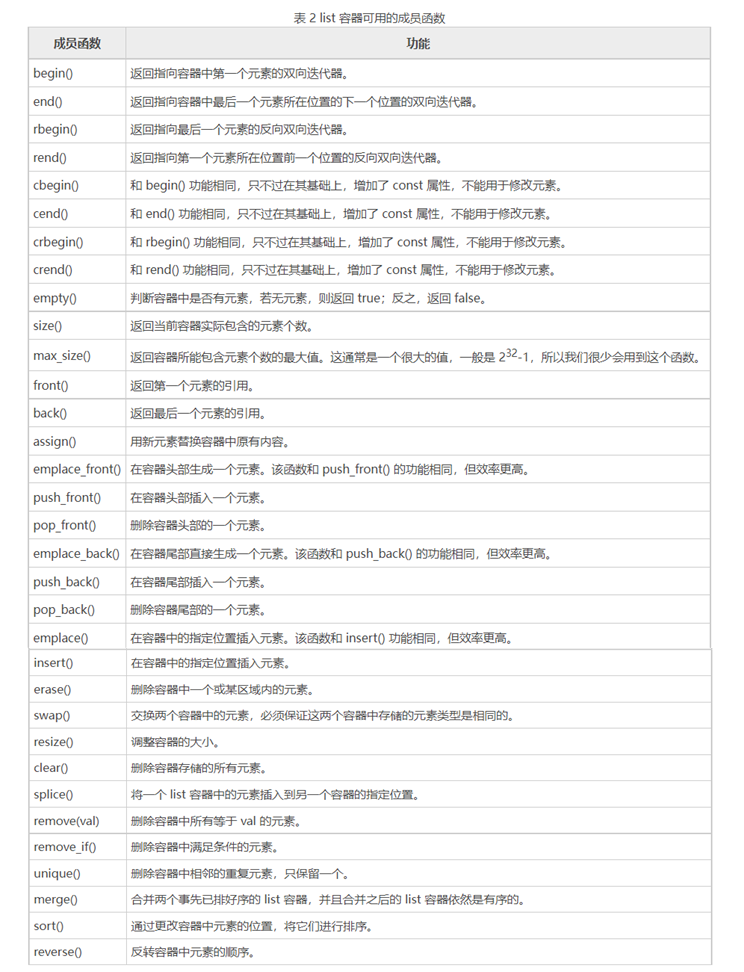 表 2 list 容器可用的成员函数
成员函数 功能
begin() 返回指向容器中第一个元素的双向迭代器。
end() 返回指向容器中最后一个元素所在位置的下一个位置的双向迭代器。
rbegin() 返回指向最后一个元素的反向双向迭代器。
rend() 返回指向第一个元素所在位置前一个位置的反向双向迭代器。
cbegin() 和 begin() 功能相同，只不过在其基础上，增加了 const 属性，不能用于修改元素。
cend() 和 end() 功能相同，只不过在其基础上，增加了 const 属性，不能用于修改元素。
crbegin() 和 rbegin() 功能相同，只不过在其基础上，增加了 const 属性，不能用于修改元素。
crend() 和 rend() 功能相同，只不过在其基础上，增加了 const 属性，不能用于修改元素。
empty() 判断容器中是否有元素，若无元素，则返回 true；反之，返回 false。
size() 返回当前容器实际包含的元素个数。
max_size() 返回容器所能包含元素个数的最大值。这通常是一个很大的值，一般是 2³²-1，所以我们很少会用到这个函数。
front() 返回第一个元素的引用。
back() 返回最后一个元素的引用。
assign() 用新元素替换容器中原有内容。
emplace_front() 在容器头部生成一个元素。该函数和 push_front() 的功能相同，但效率更高。
push_front() 在容器头部插入一个元素。
pop_front() 删除容器头部的一个元素。
emplace_back() 在容器尾部直接生成一个元素。该函数和 push_back() 的功能相同，但效率更高。
push_back() 在容器尾部插入一个元素。
pop_back() 删除容器尾部的一个元素。
emplace() 在容器中的指定位置插入元素。该函数和 insert() 功能相同，但效率更高。
insert() 在容器中的指定位置插入元素。
erase() 删除容器中一个或某区域内的元素。
swap() 交换两个容器中的元素，必须保证这两个容器中存储的元素类型是相同的。
resize() 调整容器的大小。
clear() 删除容器存储的所有元素。
splice() 将一个 list 容器中的元素插入到另一个容器的指定位置。
remove(val) 删除容器中所有等于 val 的元素。
remove_if() 删除容器中满足条件的元素。
unique() 删除容器中相邻的重复元素，只保留一个。
merge() 合并两个事先已排好序的 list 容器，并且合并之后的 list 容器依然是有序的。
sort() 通过更改容器中元素的位置，将它们进行排序。
reverse() 反转容器中元素的顺序。